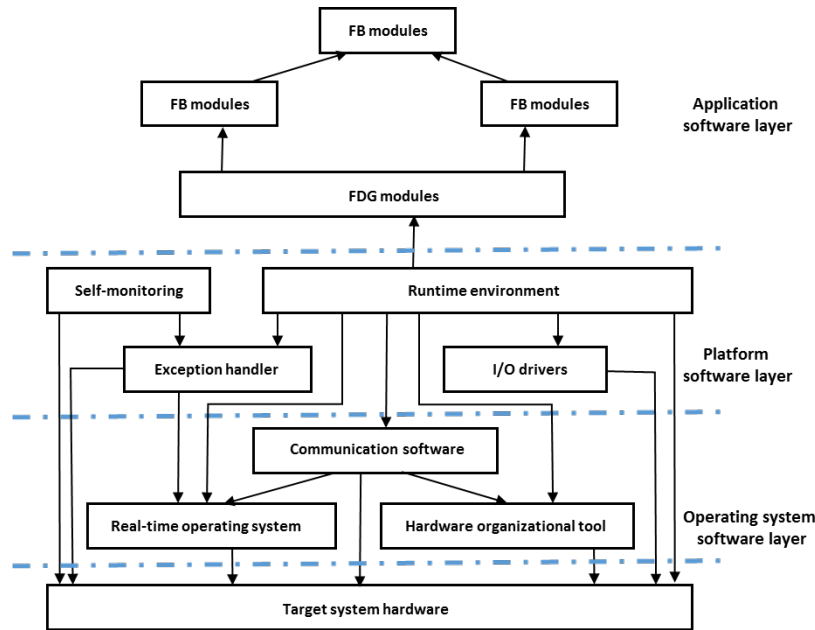 FB modules
FB modules
FB modules
Application
software layer
FDG modules
Self-monitoring
Runtime environment
Exception handler
I/O drivers
Platform
software layer
Communication software
Real-time operating system
Hardware organizational tool
Operating system
software layer
Target system hardware